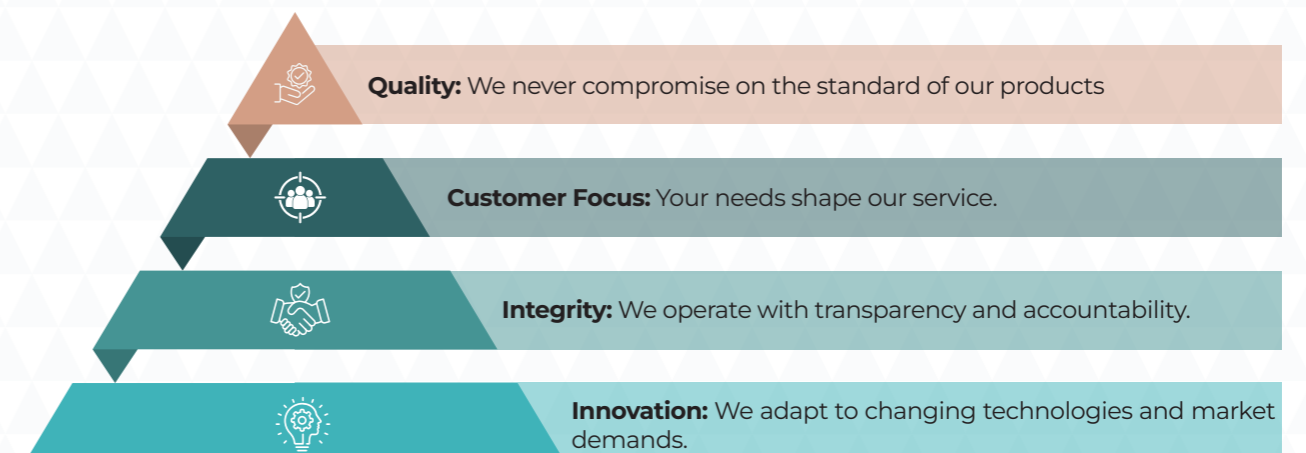 Quality: We never compromise on the standard of our products
Customer Focus: Your needs shape our service.
Integrity: We operate with transparency and accountability.
Innovation: We adapt to changing technologies and market
demands.